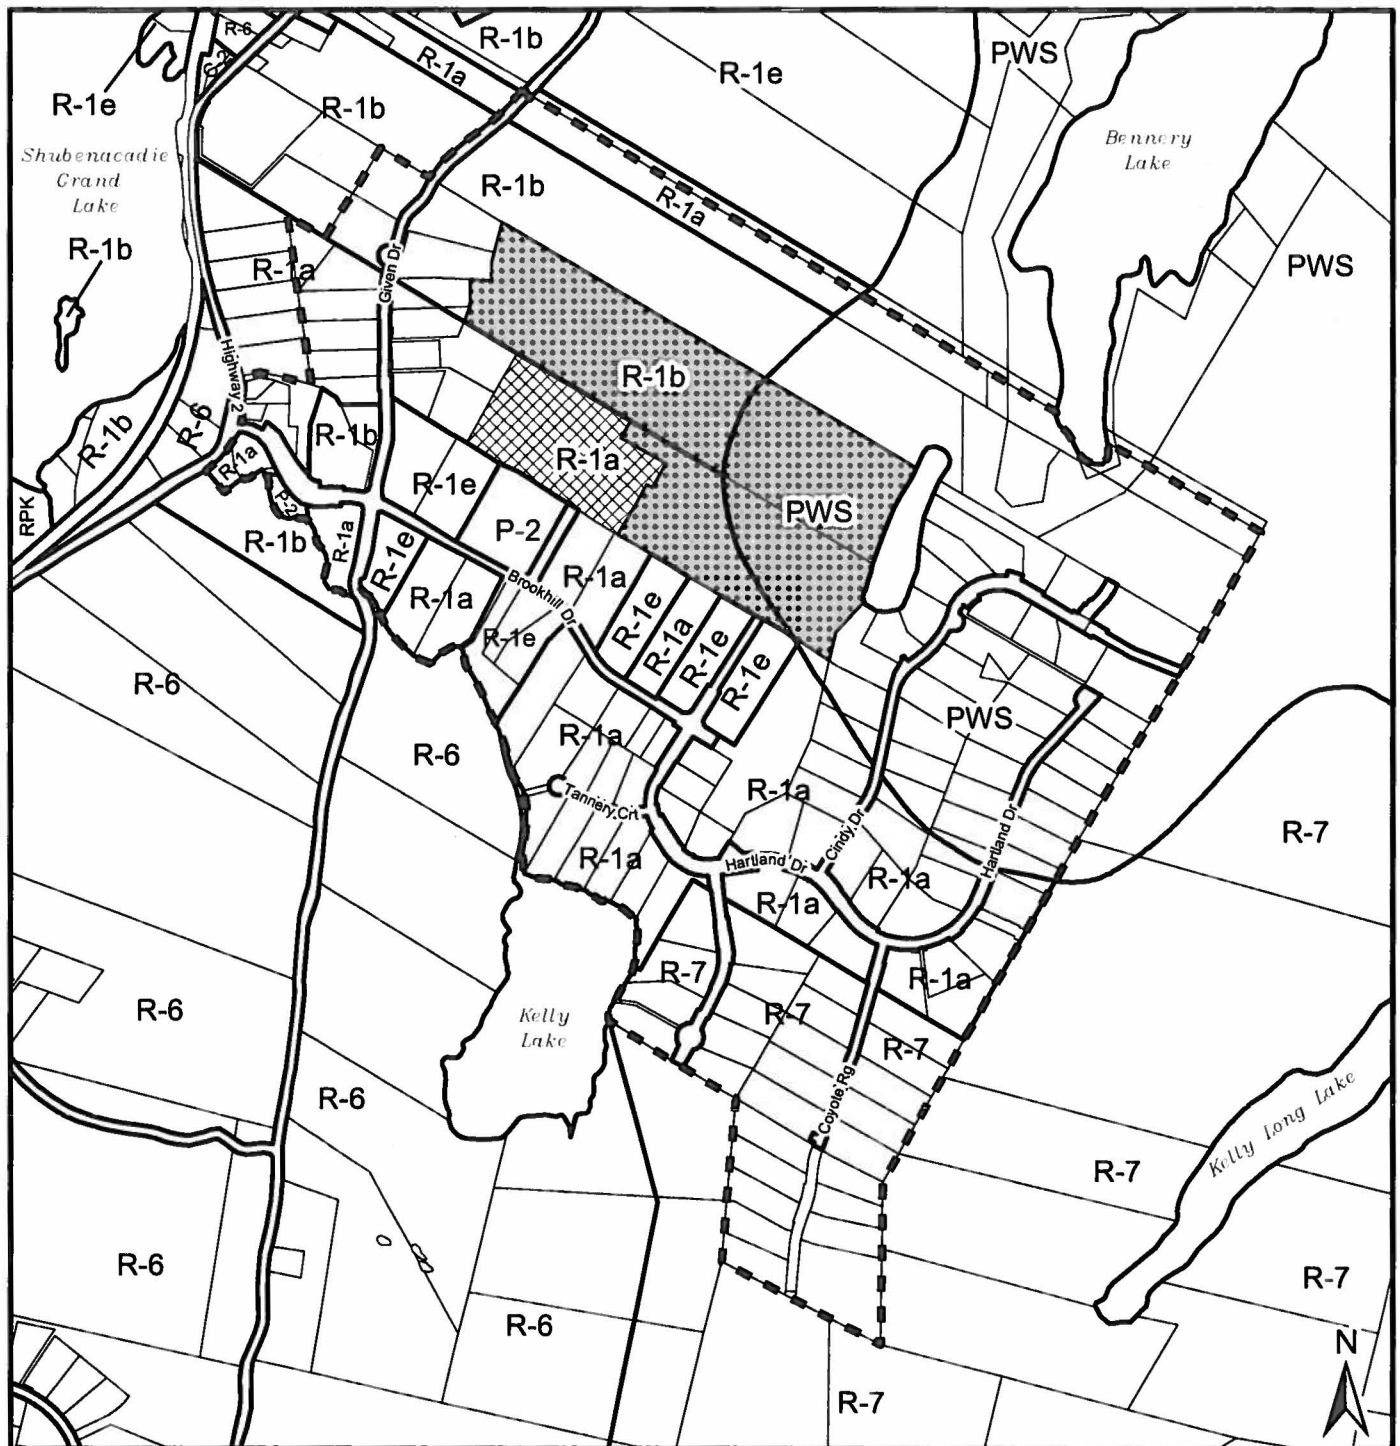 R-6
R-1b
R-1a
R-1e
PWS
C-2
R-1e
R-1b
Bennery
Lake
Shubenacadie
Grand
Lake
R-1b
R-1a
R-1b
R-1a
PWS
Given Dr
Highway 2
R-1b
R-1b
R-6
R-1b
R-1a
R-1a
R-1e
P-2
RPK
PWS
P-2
R-1b
R-1a
R-1e
R-1a
Brookhill Dr
R-1a
R-1e
R-1e
R-1a
R-1e
R-1e
R-6
R-6
R-1a
PWS
Tannery Crt
R-1a
R-1a
Hartland Dr
Cindy Dr
Hartland Dr
R-7
R-1a
R-1a
R-7
R-1a
R-6
Kelly
Lake
R-7
R-7
R-6
Coyote Rg
Kelly Long Lake
R-7
R-6
R-7
R-6
N
R-7